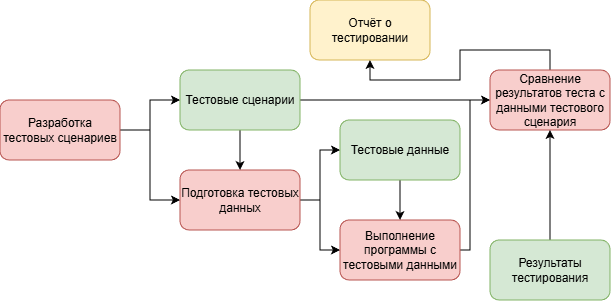 Отчёт о
тестировании
Сравнение
результатов теста с
данными тестового
сценария
Тестовые сценарии
Разработка
тестовых сценариев
Тестовые данные
Подготовка тестовых
данных
Выполнение
программы с
тестовыми данными
Результаты
тестирования